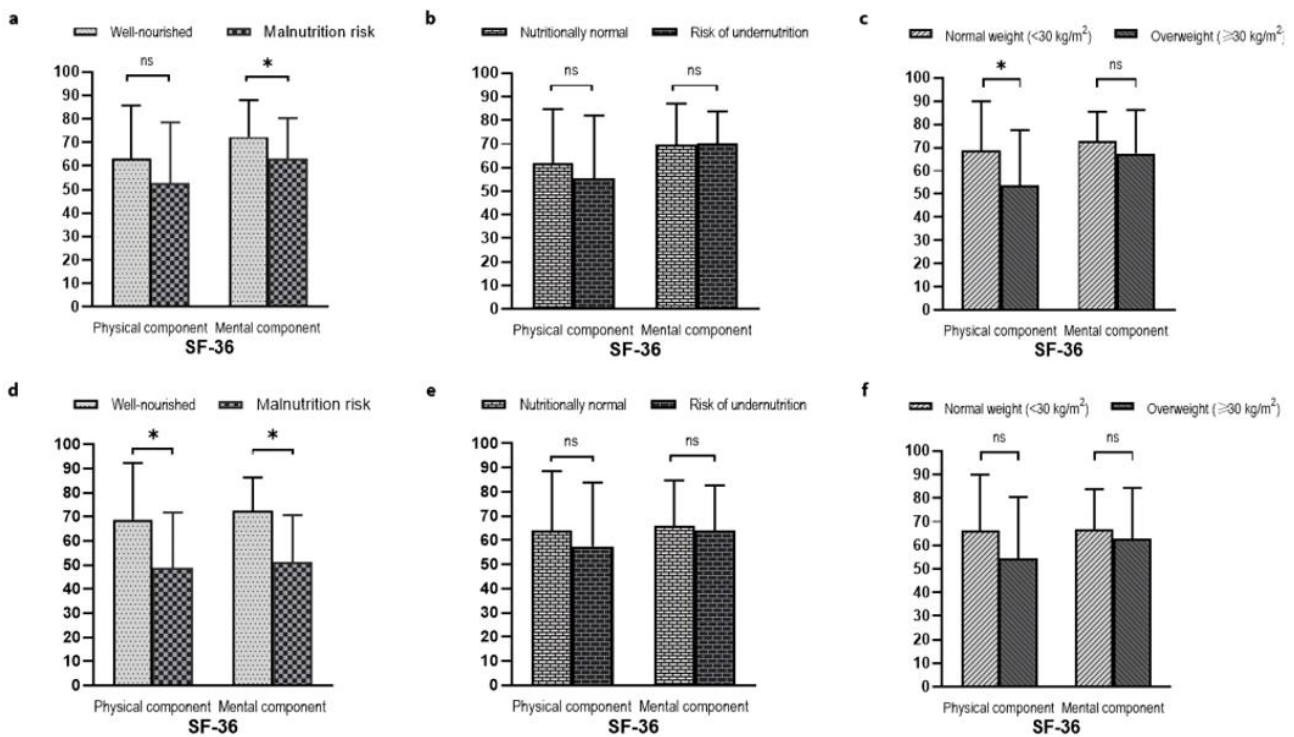 a
Well-nourished Malnutrition risk
ns *
100
90
80
70
60
50
40
30
20
10
0
Physical component Mental component
SF-36
b
Nutritionally normal Risk of undernutrition
ns ns
100
90
80
70
60
50
40
30
20
10
0
Physical component Mental component
SF-36
c
Normal weight (<30 kg/m²) Overweight (⩾30 kg/m²)
* ns
100
90
80
70
60
50
40
30
20
10
0
Physical component Mental component
SF-36
d
Well-nourished Malnutrition risk
* *
100
90
80
70
60
50
40
30
20
10
0
Physical component Mental component
SF-36
e
Nutritionally normal Risk of undernutrition
ns ns
100
90
80
70
60
50
40
30
20
10
0
Physical component Mental component
SF-36
f
Normal weight (<30 kg/m²) Overweight (⩾30 kg/m²)
ns ns
100
90
80
70
60
50
40
30
20
10
0
Physical component Mental component
SF-36